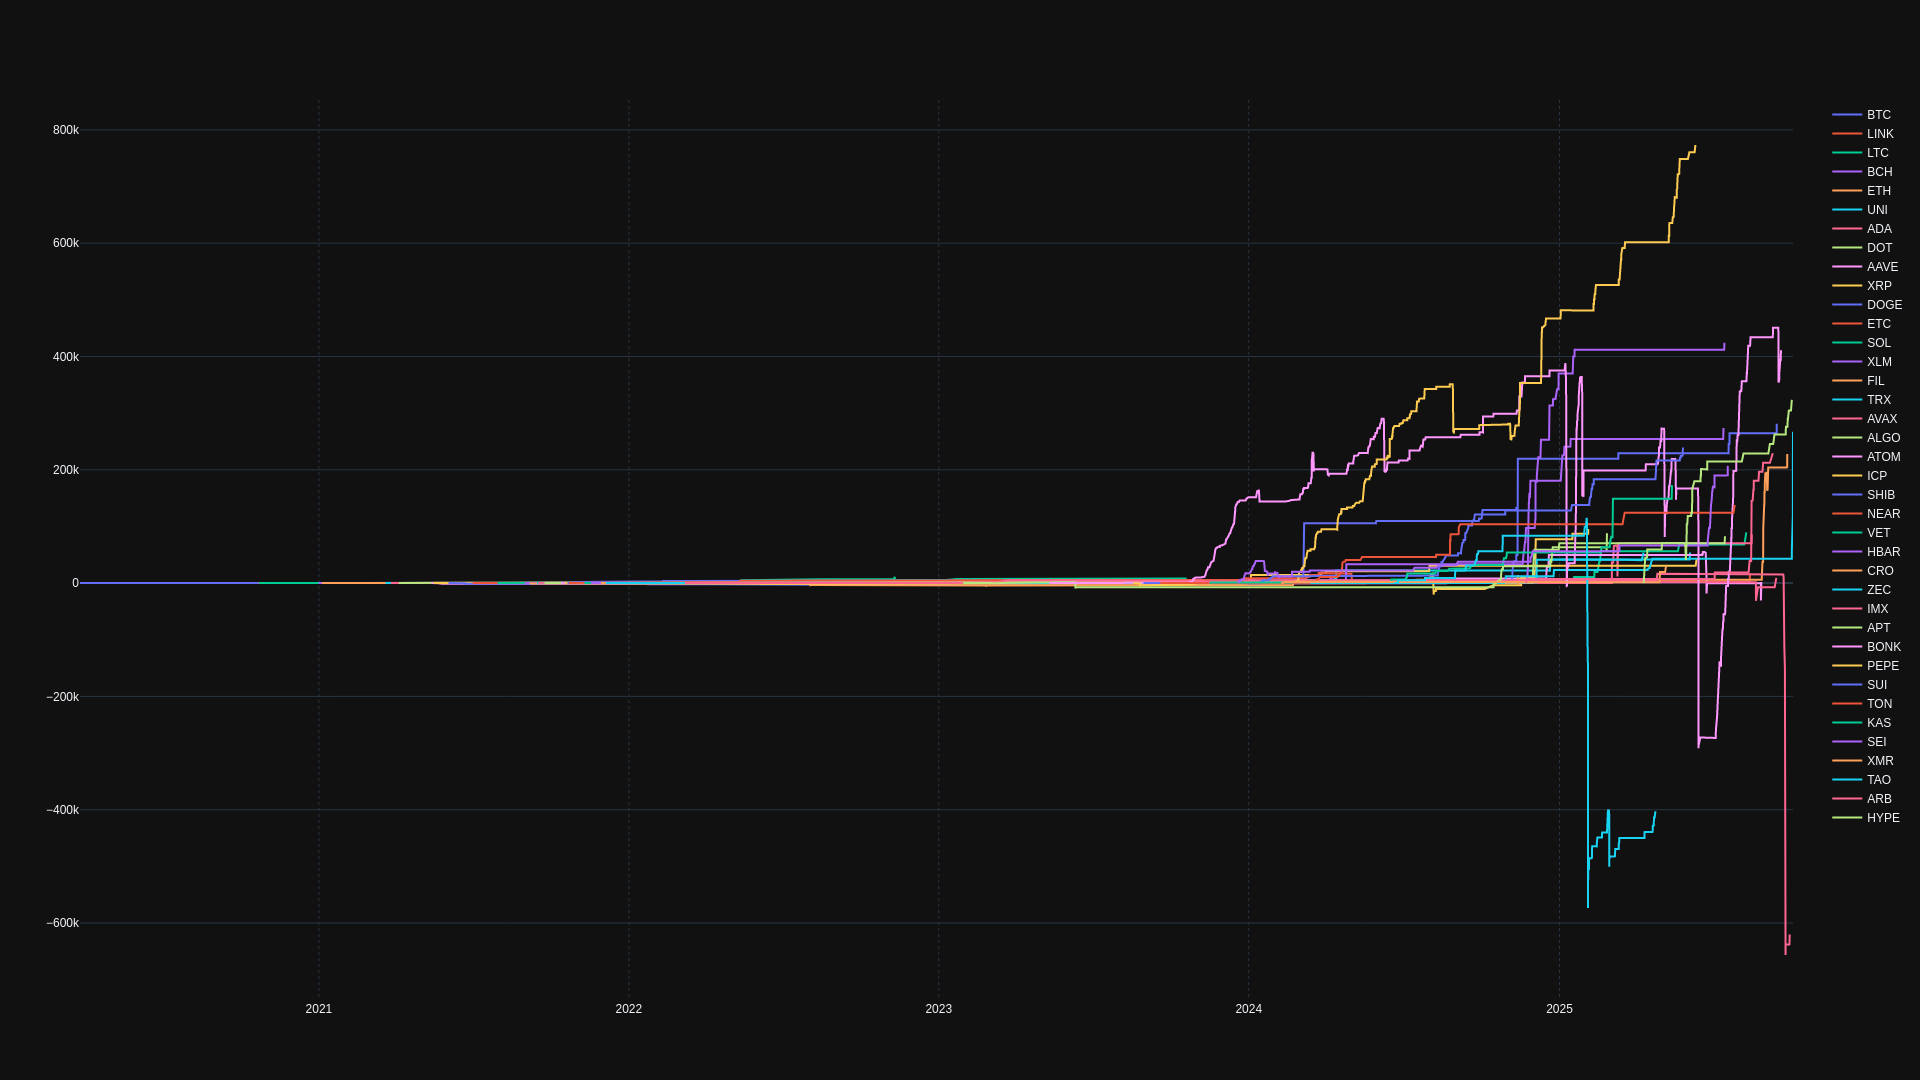 800k
600k
400k
200k
0
−200k
−400k
−600k
2021
2022
2023
2024
2025
BTC
LINK
LTC
BCH
ETH
UNI
ADA
DOT
AAVE
XRP
DOGE
ETC
SOL
XLM
FIL
TRX
AVAX
ALGO
ATOM
ICP
SHIB
NEAR
VET
HBAR
CRO
ZEC
IMX
APT
BONK
PEPE
SUI
TON
KAS
SEI
XMR
TAO
ARB
HYPE